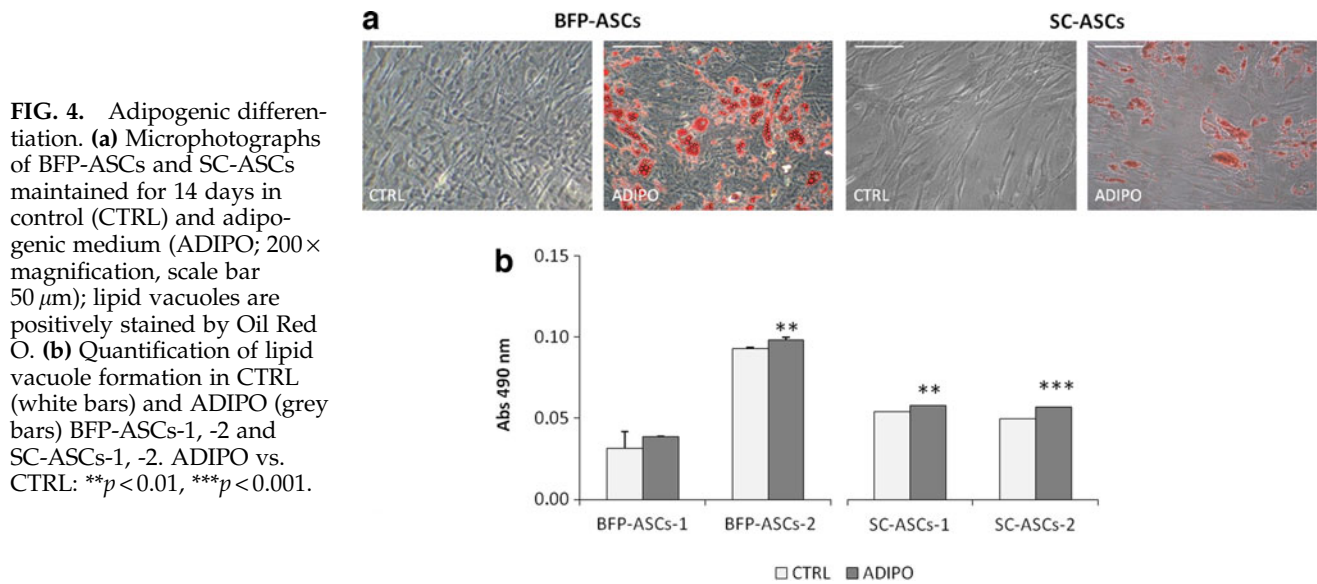 FIG. 4. Adipogenic differen-
tiation. (a) Microphotographs
of BFP-ASCs and SC-ASCs
maintained for 14 days in
control (CTRL) and adipo-
genic medium (ADIPO; 200×
magnification, scale bar
50 μm); lipid vacuoles are
positively stained by Oil Red
O. (b) Quantification of lipid
vacuole formation in CTRL
(white bars) and ADIPO (grey
bars) BFP-ASCs-1, -2 and
SC-ASCs-1, -2. ADIPO vs.
CTRL: **p<0.01, ***p<0.001.
a
BFP-ASCs SC-ASCs
CTRL ADIPO CTRL ADIPO
b
Abs 490 nm
0.15
0.10
0.05
0.00
**
**
***
BFP-ASCs-1 BFP-ASCs-2 SC-ASCs-1 SC-ASCs-2
CTRL ADIPO